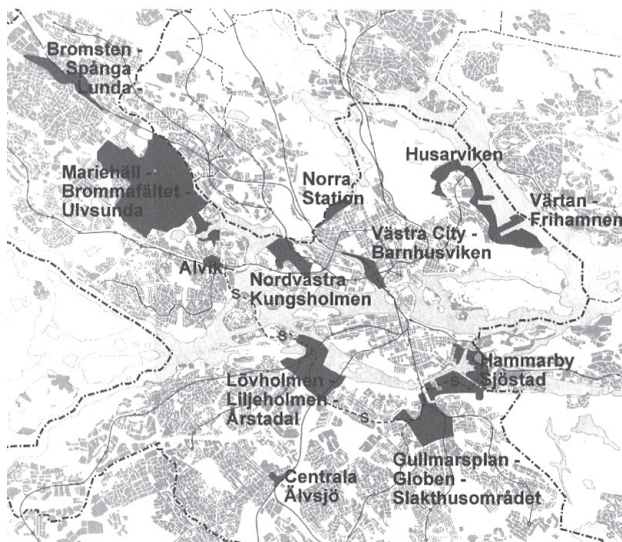 Bromsten -
Spånga
Lunda -
Mariehäll -
Brommafältet -
Ulvsunda
Norra
Station
Husarviken
Värtan -
Frihamnen
Västra City -
Barnhusviken
Alvik
Nordvästra
Kungsholmen
S
S
Hammarby
Sjöstad
S
Lövholmen -
Liljeholmen -
Årstadal
S
Gullmarsplan -
Globen -
Slakthusområdet
Centrala
Älvsjö